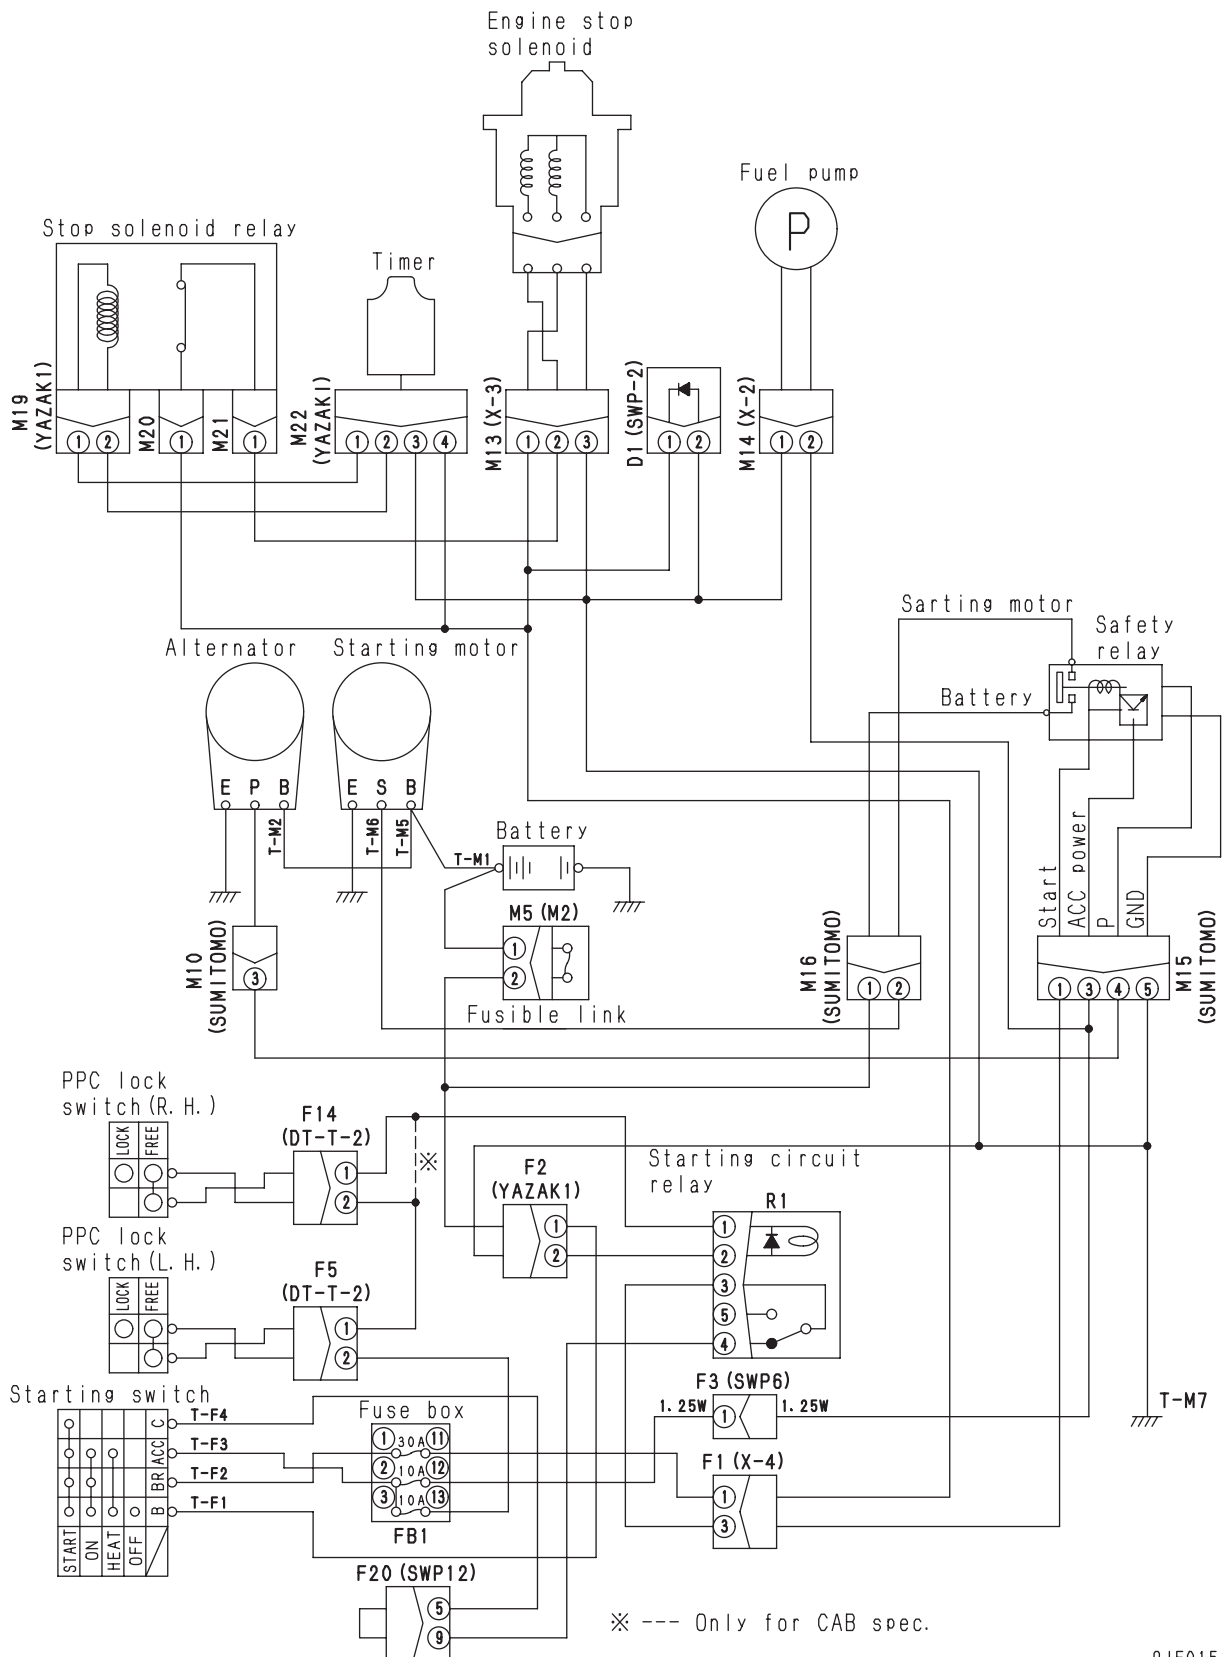 Engine stop
solenoid
Fuel pump
P
Stop solenoid relay
Timer
M19
(YAZAK1)
1 2
M20
1
M21
1
M22
(YAZAK1)
1 2 3 4
M13 (X-3)
1 2 3
D1 (SWP-2)
1 2
M14 (X-2)
1 2
Sarting motor
Safety
relay
Battery
Alternator
Starting motor
E P B
E S B
T-M2
T-M6
T-M5
T-M1
Battery
M5 (M2)
1
2
Fusible link
M10
(SUMITOMO)
3
M16
(SUMITOMO)
1 2
Start
ACC power
P
GND
M15
(SUMITOMO)
1 3 4 5
PPC lock
switch (R. H.)
LOCK
FREE
F14
(DT-T-2)
1
2
※
F2
(YAZAK1)
1
2
Starting circuit
relay
R1
1
2
3
5
4
PPC lock
switch (L. H.)
LOCK
FREE
F5
(DT-T-2)
1
2
Starting switch
T-F4
T-F3
T-F2
T-F1
C
ACC
BR
B
START
ON
HEAT
OFF
Fuse box
1 30A 11
2 10A 12
3 10A 13
FB1
F3 (SWP6)
1.25W 1 1.25W
F1 (X-4)
1
3
T-M7
F20 (SWP12)
5
9
※ --- Only for CAB spec.